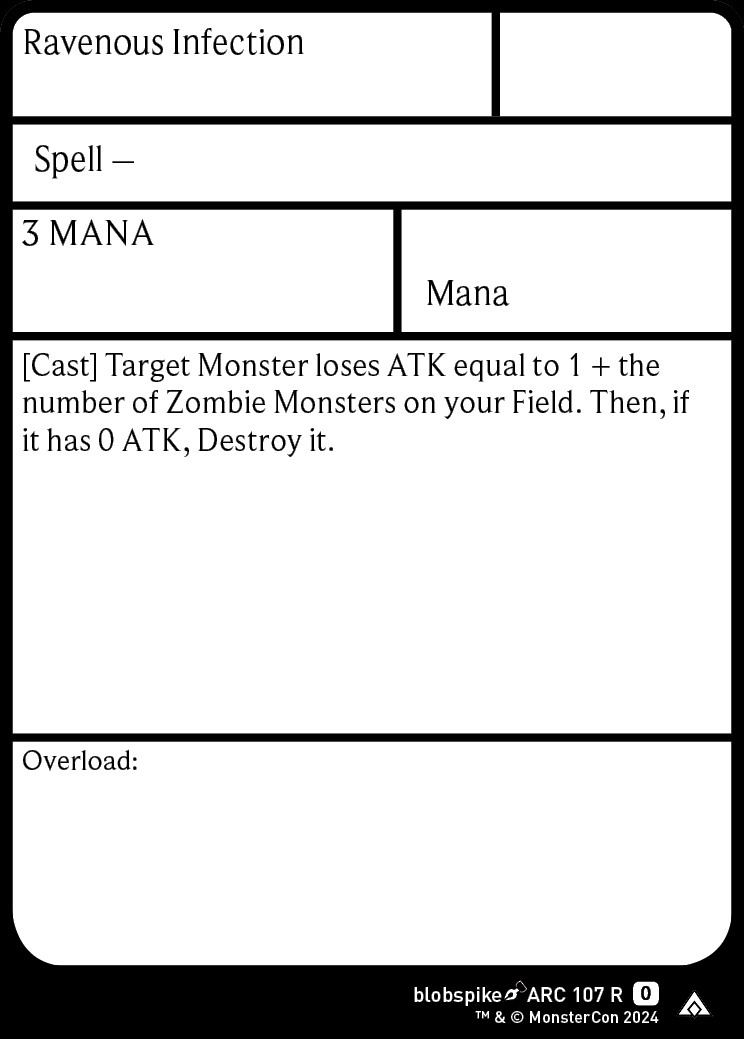 Ravenous Infection
Spell —
3 MANA
Mana
[Cast] Target Monster loses ATK equal to 1 + the
number of Zombie Monsters on your Field. Then, if
it has 0 ATK, Destroy it.
Overload:
blobspike ARC 107 R 0
™ & © MonsterCon 2024